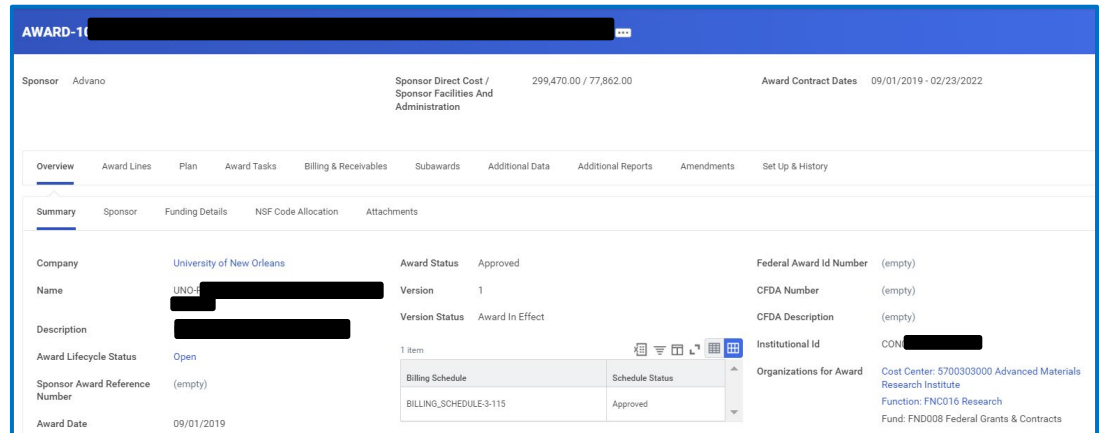 AWARD-10
Sponsor Advano
Sponsor Direct Cost / 299,470.00 / 77,862.00
Sponsor Facilities And
Administration
Award Contract Dates 09/01/2019 - 02/23/2022
Overview Award Lines Plan Award Tasks Billing & Receivables Subawards Additional Data Additional Reports Amendments Set Up & History
Summary Sponsor Funding Details NSF Code Allocation Attachments
Company University of New Orleans
Name UNO-
Description
Award Lifecycle Status Open
Sponsor Award Reference (empty)
Number
Award Date 09/01/2019
Award Status Approved
Version 1
Version Status Award In Effect
1 item
Billing Schedule Schedule Status
BILLING_SCHEDULE-3-115 Approved
Federal Award Id Number (empty)
CFDA Number (empty)
CFDA Description (empty)
Institutional Id CON
Organizations for Award Cost Center: 5700303000 Advanced Materials
Research Institute
Function: FNC016 Research
Fund: FND008 Federal Grants & Contracts